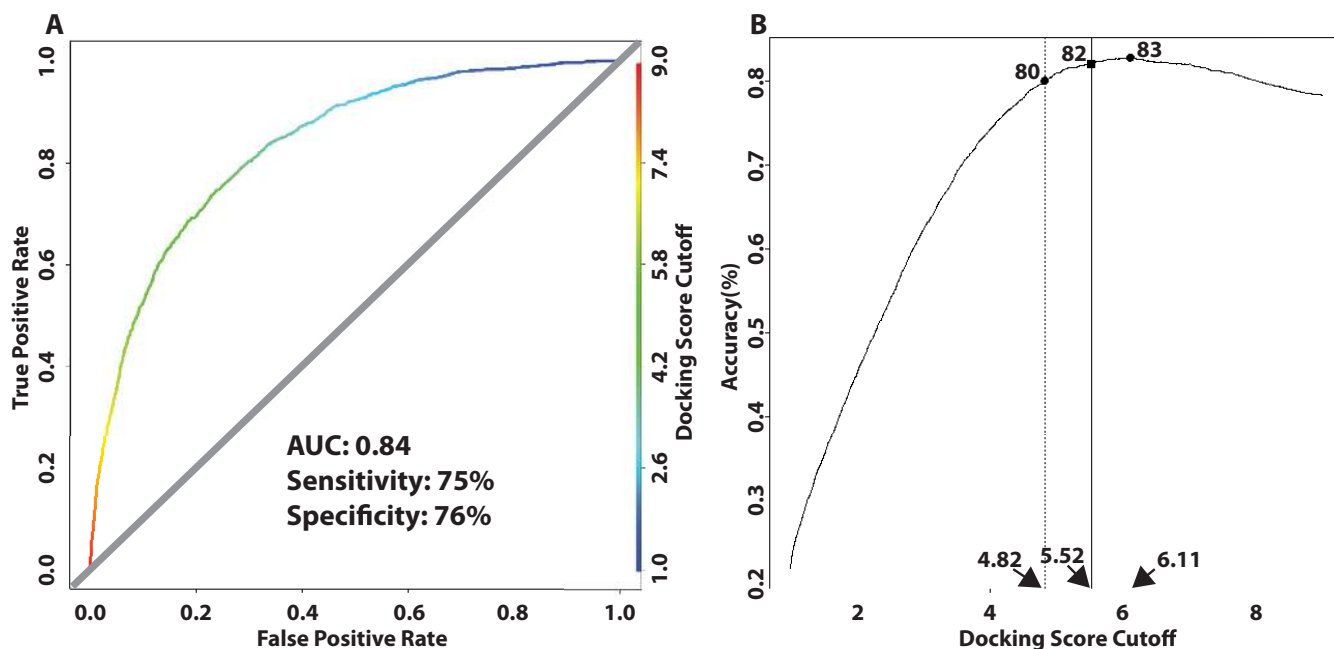 A
1.0
0.8
0.6
0.4
0.2
0.0
True Positive Rate
0.0 0.2 0.4 0.6 0.8 1.0
False Positive Rate
AUC: 0.84
Sensitivity: 75%
Specificity: 76%
9.0
7.4
5.8
4.2
2.6
1.0
Docking Score Cutoff
B
80 82 83
0.8
0.7
0.6
0.5
0.4
0.3
0.2
Accuracy(%)
4.82 5.52 6.11
2 4 6 8
Docking Score Cutoff